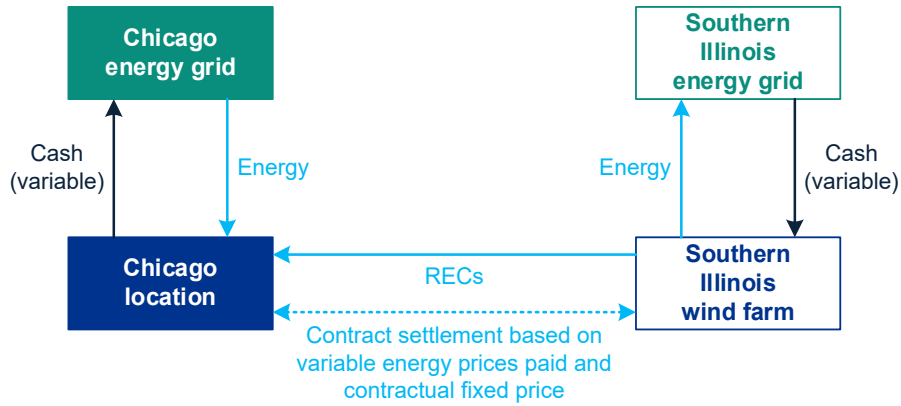 Chicago
energy grid
Southern
Illinois
energy grid
Cash
(variable)
Energy
Energy
Cash
(variable)
Chicago
location
RECs
Southern
Illinois
wind farm
Contract settlement based on
variable energy prices paid and
contractual fixed price